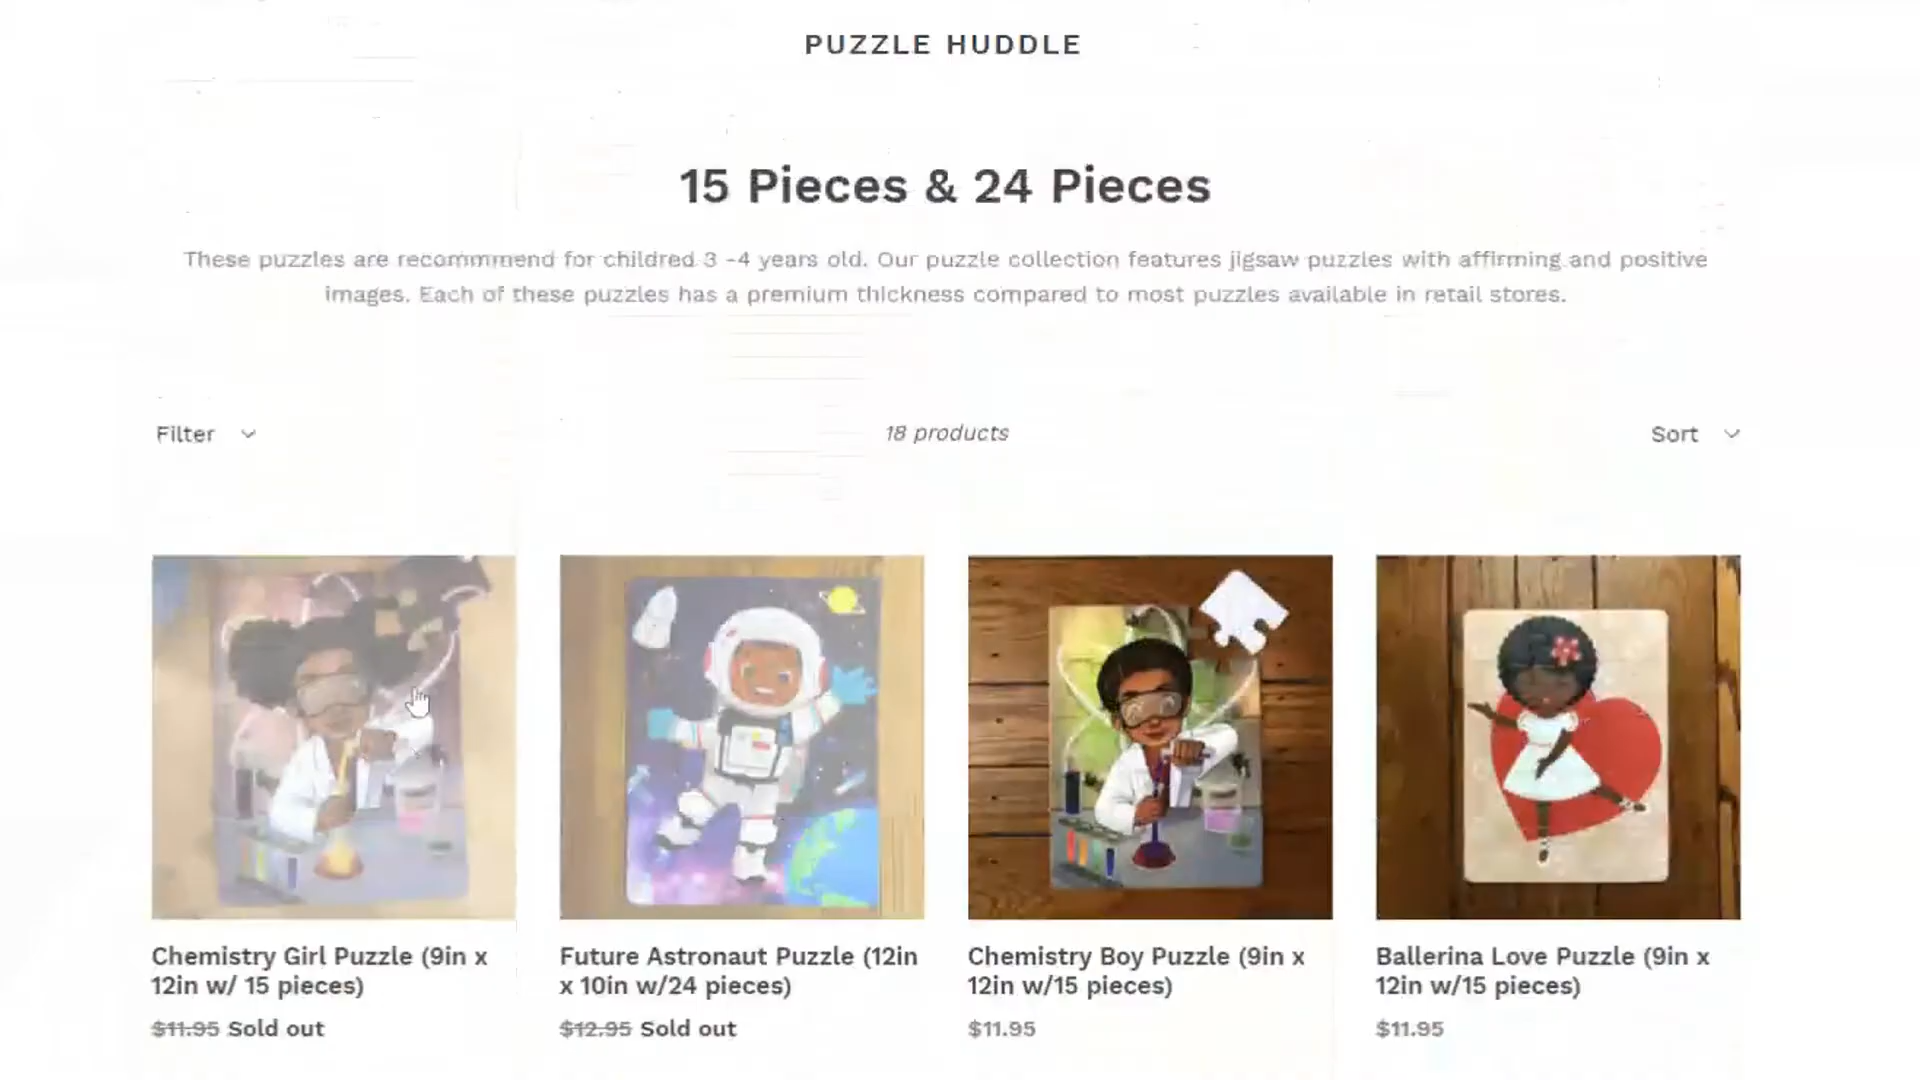 PUZZLE HUDDLE
15 Pieces & 24 Pieces
These puzzles are recommmend for childred 3 -4 years old. Our puzzle collection features jigsaw puzzles with affirming and positive
images. Each of these puzzles has a premium thickness compared to most puzzles available in retail stores.
Filter
18 products
Sort
Chemistry Girl Puzzle (9in x
12in w/ 15 pieces)
$11.95 Sold out
Future Astronaut Puzzle (12in
x 10in w/24 pieces)
$12.95 Sold out
Chemistry Boy Puzzle (9in x
12in w/15 pieces)
$11.95
Ballerina Love Puzzle (9in x
12in w/15 pieces)
$11.95